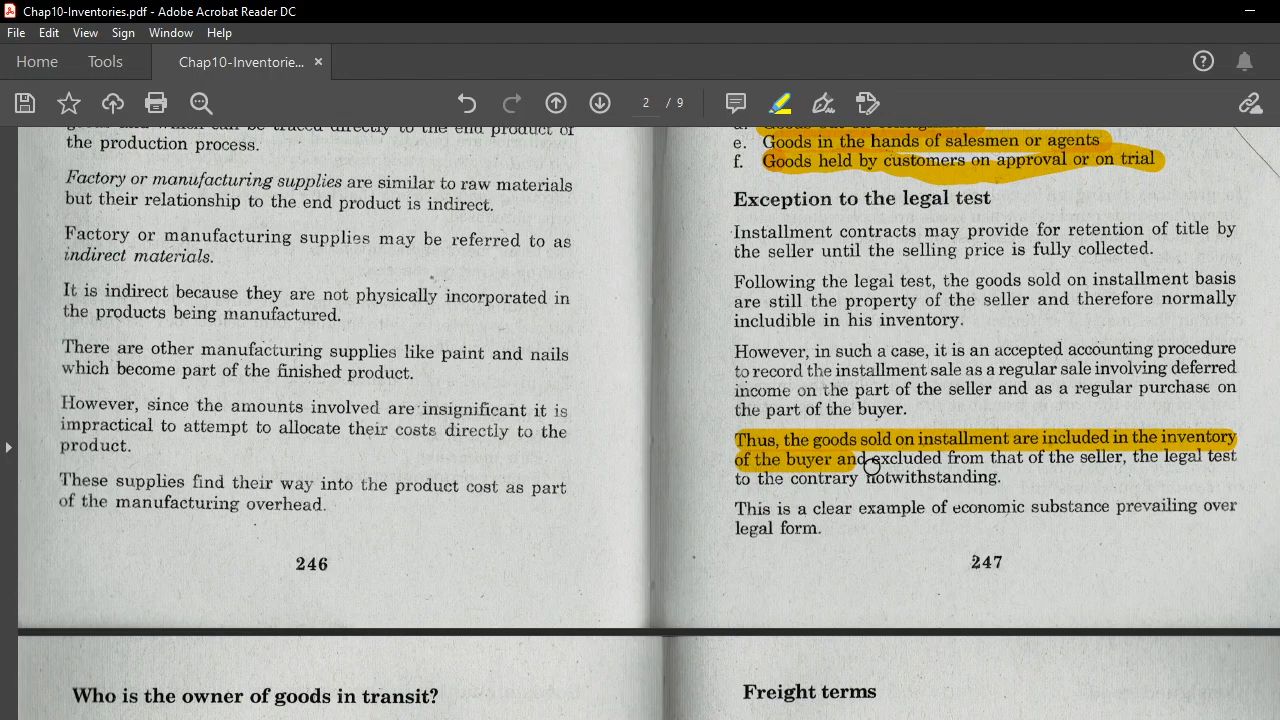 Chap10-Inventories.pdf - Adobe Acrobat Reader DC
File Edit View Sign Window Help
Home Tools Chap10-Inventorie... ×
2 / 9
which can be traced directly to the end product of
the production process.
Factory or manufacturing supplies are similar to raw materials
but their relationship to the end product is indirect.
Factory or manufacturing supplies may be referred to as
indirect materials.
It is indirect because they are not physically incorporated in
the products being manufactured.
There are other manufacturing supplies like paint and nails
which become part of the finished product.
However, since the amounts involved are insignificant it is
impractical to attempt to allocate their costs directly to the
product.
These supplies find their way into the product cost as part
of the manufacturing overhead.
246
e. Goods in the hands of salesmen or agents
f. Goods held by customers on approval or on trial
Exception to the legal test
Installment contracts may provide for retention of title by
the seller until the selling price is fully collected.
Following the legal test, the goods sold on installment basis
are still the property of the seller and therefore normally
includible in his inventory.
However, in such a case, it is an accepted accounting procedure
to record the installment sale as a regular sale involving deferred
income on the part of the seller and as a regular purchase on
the part of the buyer.
Thus, the goods sold on installment are included in the inventory
of the buyer and excluded from that of the seller, the legal test
to the contrary notwithstanding.
This is a clear example of economic substance prevailing over
legal form.
247
Who is the owner of goods in transit?
Freight terms